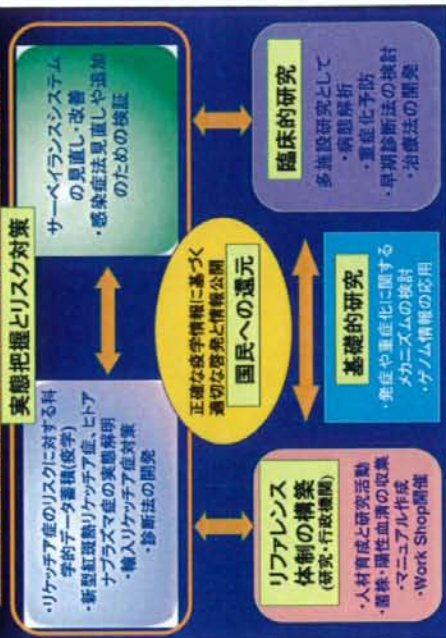 実態把握とリスク対策
・リケッチア症のリスクに対する科
学的データ蓄積(疫学)
・新型紅斑熱リケッチア症、ヒトア
ナプラズマ症の実態解明
・輸入リケッチア症対策
・診断法の開発
サーベイランスシステム
の見直し・改善
・感染症法見直しや追加
のための検証
正確な疫学情報に基づく
適切な啓発と情報公開
国民への還元
リファレンス
体制の構築
(研究・行政機関)
・人材育成と研究活動
・菌株・陽性血清の収集
・マニュアル作成
・Work Shop開催
基礎的研究
・発症や重症化に関する
メカニズムの検討
・ゲノム情報の応用
臨床的研究
多施設研究として
・病態解析
・重症化予防
・早期診断法の検討
・治療法の開発